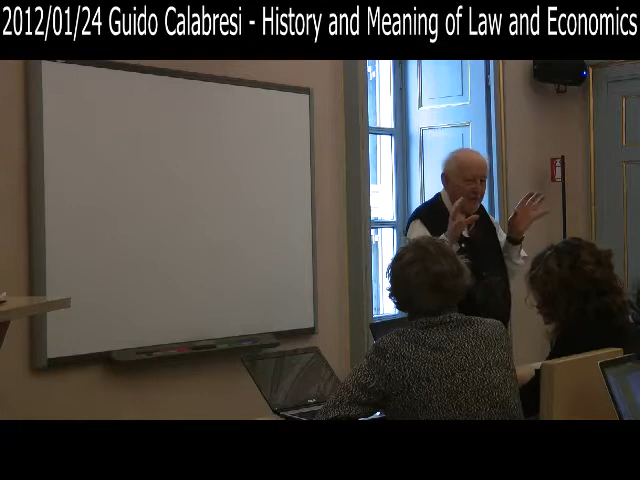 2012/01/24 Guido Calabresi - History and Meaning of Law and Economics